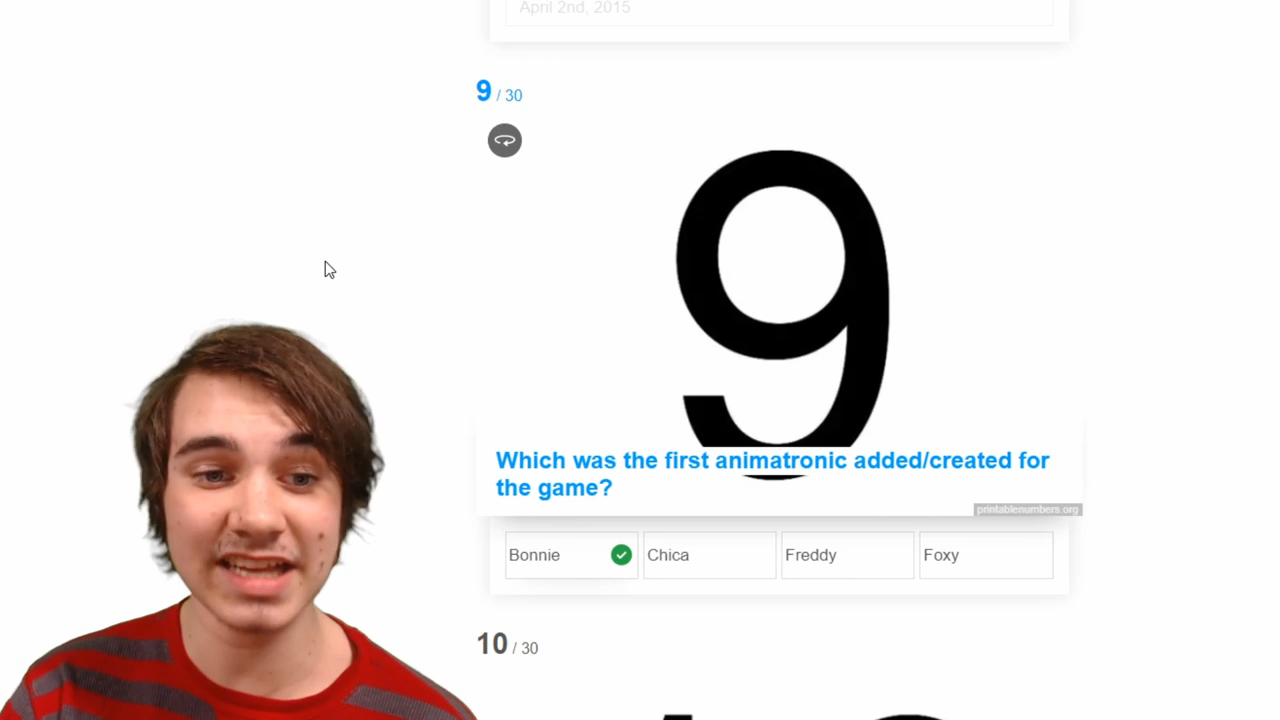 April 2nd, 2015
9 / 30
9
Which was the first animatronic added/created for
the game?
printablenumbers.org
Bonnie Chica Freddy Foxy
10 / 30